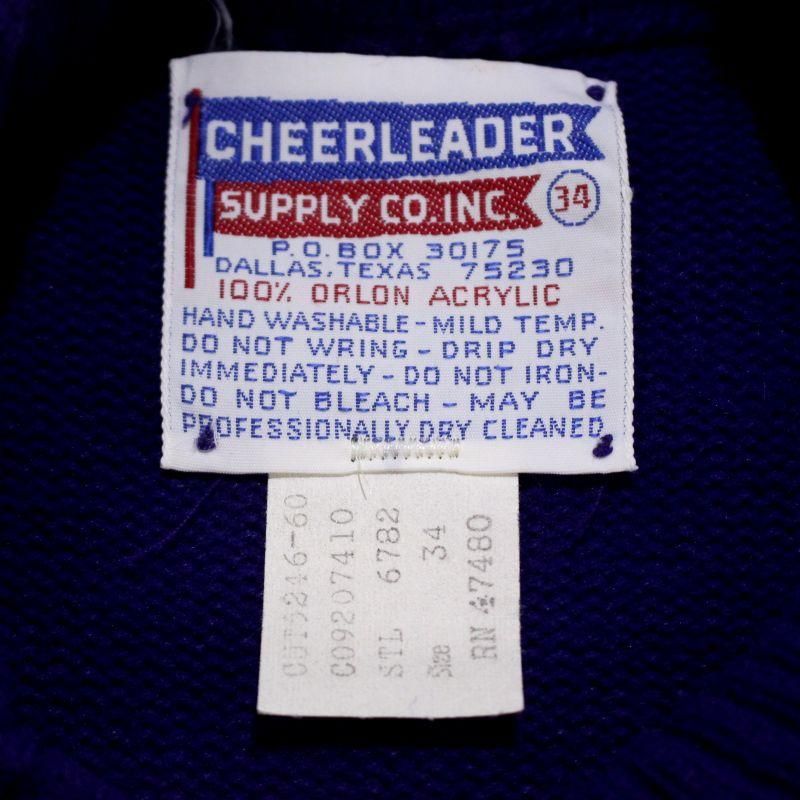 CHEERLEADER
SUPPLY CO. INC. 34
P.O. BOX 30175
DALLAS, TEXAS 75230
100% ORLON ACRYLIC
HAND WASHABLE - MILD TEMP.
DO NOT WRING - DRIP DRY
IMMEDIATELY - DO NOT IRON-
DO NOT BLEACH - MAY BE
PROFESSIONALLY DRY CLEANED
C09207410
STL 6782
Size 34
RN 47480